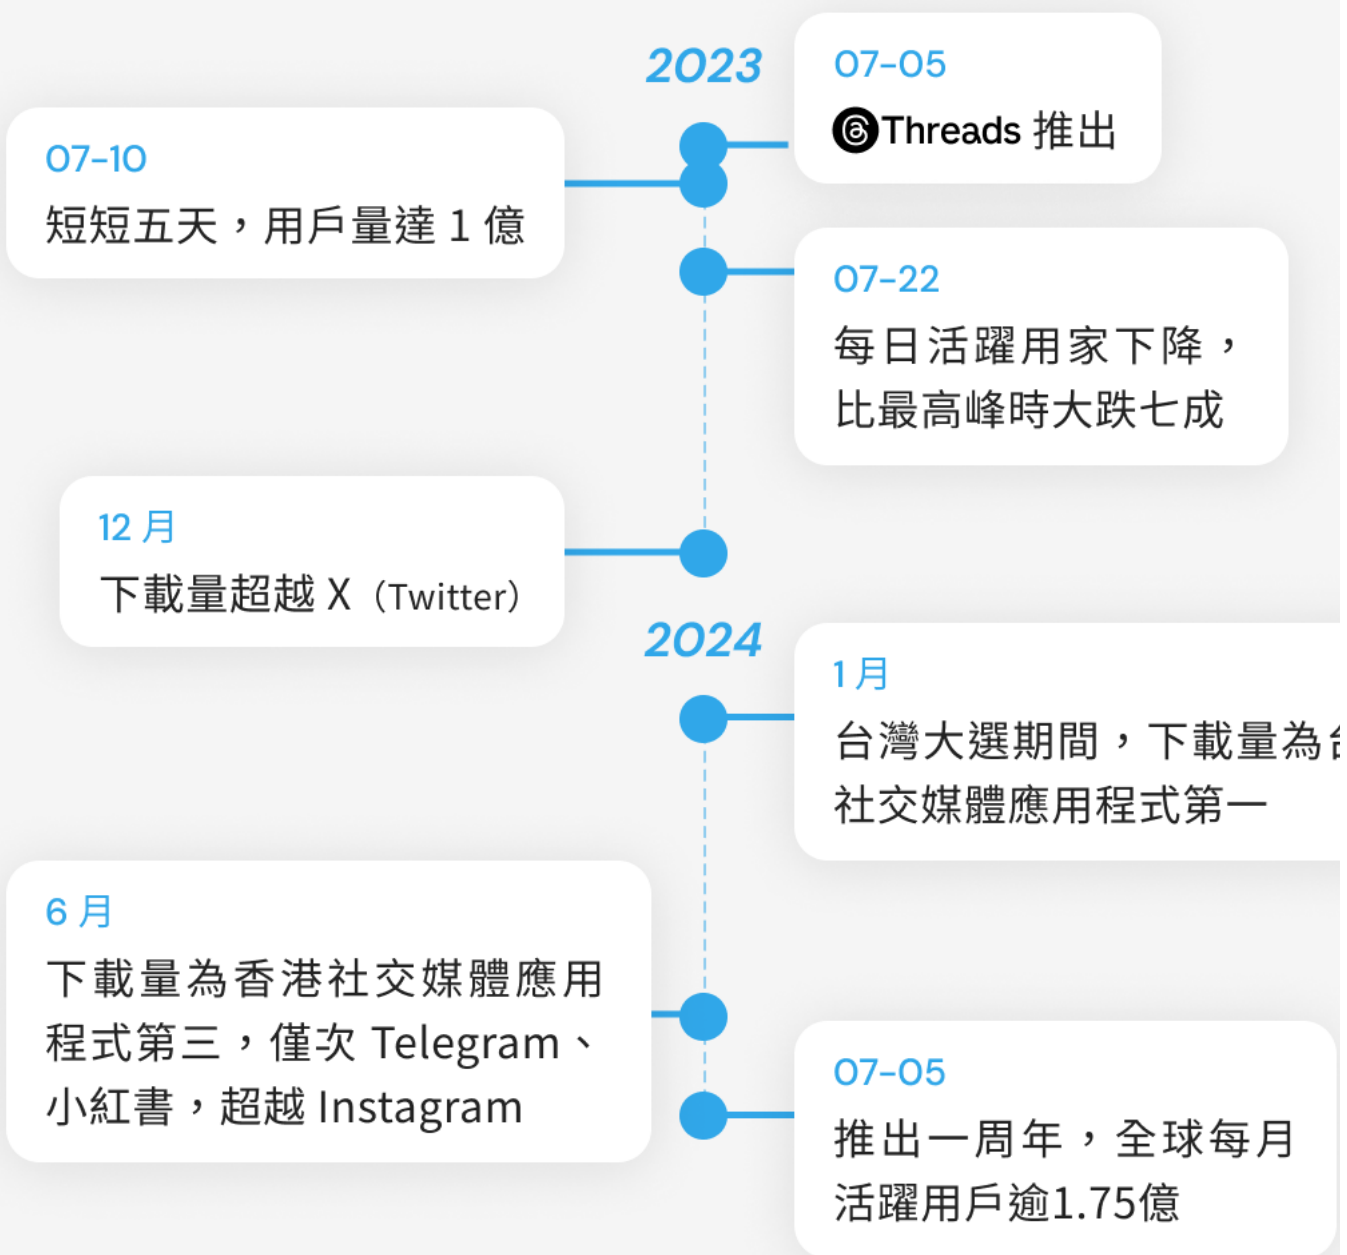 2023
07-05
Threads 推出
07-10
短短五天，用戶量達 1 億
07-22
每日活躍用家下降，
比最高峰時大跌七成
12 月
下載量超越 X（Twitter）
2024
1 月
台灣大選期間，下載量為
社交媒體應用程式第一
6 月
下載量為香港社交媒體應用
程式第三，僅次 Telegram、
小紅書，超越 Instagram
07-05
推出一周年，全球每月
活躍用戶逾1.75億